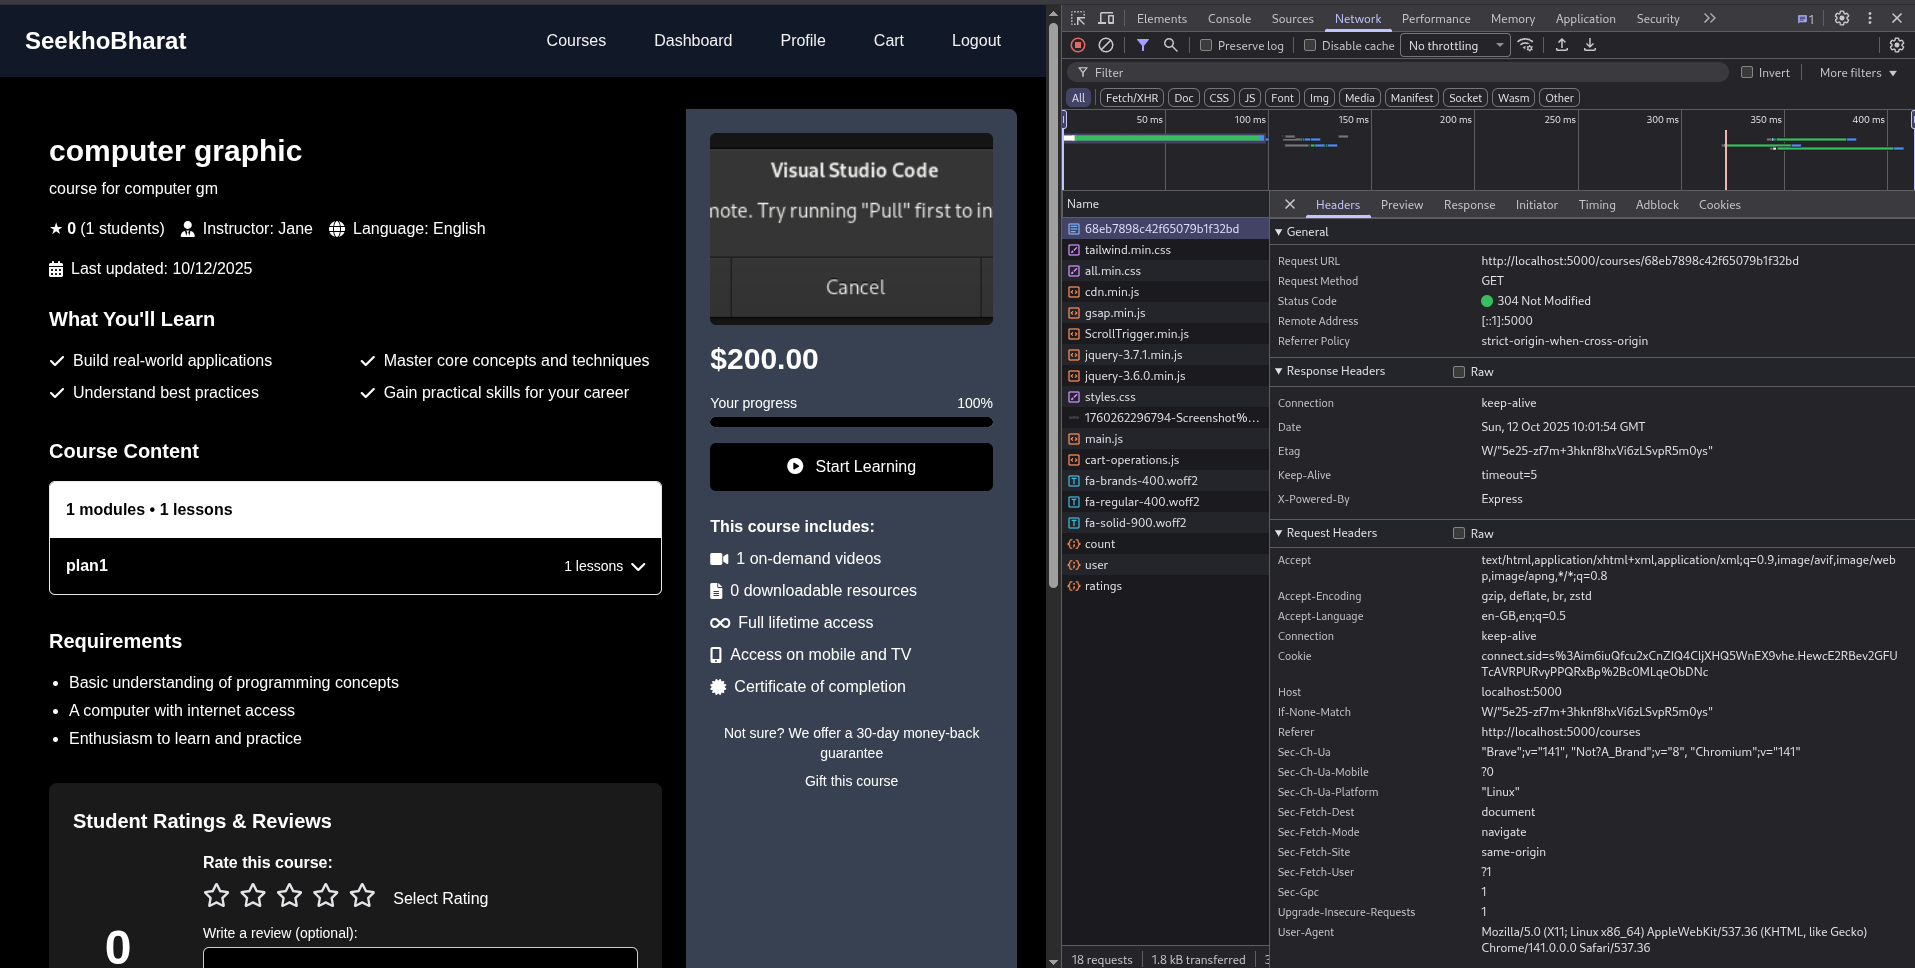 SeekhoBharat
Courses Dashboard Profile Cart Logout
computer graphic
course for computer gm
0 (1 students) Instructor: Jane Language: English
Last updated: 10/12/2025
What You'll Learn
Build real-world applications
Master core concepts and techniques
Understand best practices
Gain practical skills for your career
Course Content
1 modules • 1 lessons
plan1 1 lessons
Requirements
• Basic understanding of programming concepts
• A computer with internet access
• Enthusiasm to learn and practice
Student Ratings & Reviews
Rate this course:
Select Rating
0
Write a review (optional):
Visual Studio Code
note. Try running "Pull" first to in
Cancel
$200.00
Your progress 100%
Start Learning
This course includes:
1 on-demand videos
0 downloadable resources
Full lifetime access
Access on mobile and TV
Certificate of completion
Not sure? We offer a 30-day money-back
guarantee
Gift this course
Elements Console Sources Network Performance Memory Application Security 1
Preserve log Disable cache No throttling
Filter Invert More filters
All Fetch/XHR Doc CSS JS Font Img Media Manifest Socket Wasm Other
50 ms 100 ms 150 ms 200 ms 250 ms 300 ms 350 ms 400 ms
Name
68eb7898c42f65079b1f32bd
tailwind.min.css
all.min.css
cdn.min.js
gsap.min.js
ScrollTrigger.min.js
jquery-3.7.1.min.js
jquery-3.6.0.min.js
styles.css
1760262296794-Screenshot%...
main.js
cart-operations.js
fa-brands-400.woff2
fa-regular-400.woff2
fa-solid-900.woff2
count
user
ratings
18 requests 1.8 kB transferred
Headers Preview Response Initiator Timing Adblock Cookies
General
Request URL http://localhost:5000/courses/68eb7898c42f65079b1f32bd
Request Method GET
Status Code 304 Not Modified
Remote Address [::1]:5000
Referrer Policy strict-origin-when-cross-origin
Response Headers Raw
Connection keep-alive
Date Sun, 12 Oct 2025 10:01:54 GMT
Etag W/"5e25-zf7m+3hknf8hxVi6zLSvpR5m0ys"
Keep-Alive timeout=5
X-Powered-By Express
Request Headers Raw
Accept text/html,application/xhtml+xml,application/xml;q=0.9,image/avif,image/web
p,image/apng,*/*;q=0.8
Accept-Encoding gzip, deflate, br, zstd
Accept-Language en-GB,en;q=0.5
Connection keep-alive
Cookie connect.sid=s%3Aim6iuQfcu2xCnZIQ4CljXHQ5WnEX9vhe.HewcE2RBev2GFU
TcAVRPURvyPPQRxBp%2Bc0MLqeObDNc
Host localhost:5000
If-None-Match W/"5e25-zf7m+3hknf8hxVi6zLSvpR5m0ys"
Referer http://localhost:5000/courses
Sec-Ch-Ua "Brave";v="141", "Not?A_Brand";v="8", "Chromium";v="141"
Sec-Ch-Ua-Mobile ?0
Sec-Ch-Ua-Platform "Linux"
Sec-Fetch-Dest document
Sec-Fetch-Mode navigate
Sec-Fetch-Site same-origin
Sec-Fetch-User ?1
Sec-Gpc 1
Upgrade-Insecure-Requests 1
User-Agent Mozilla/5.0 (X11; Linux x86_64) AppleWebKit/537.36 (KHTML, like Gecko)
Chrome/141.0.0.0 Safari/537.36